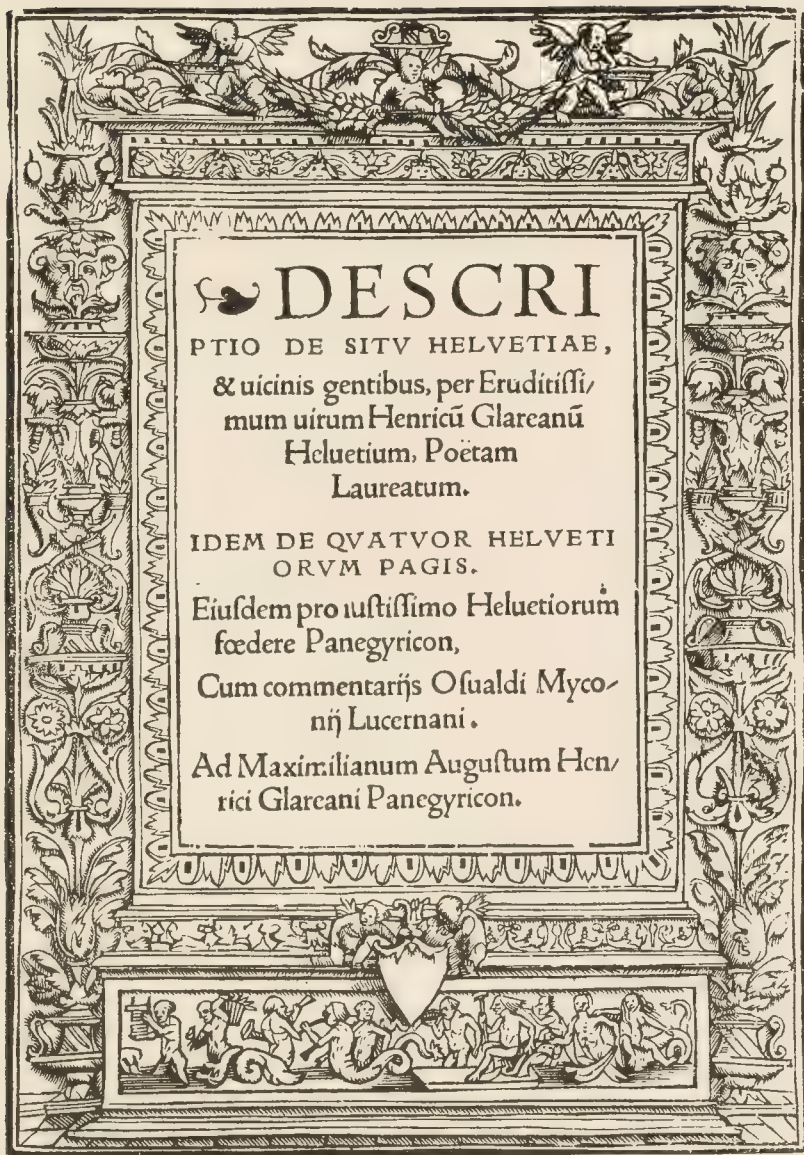 DESCRI
PTIO DE SITV HELVETIAE,
& uicinis gentibus, per Eruditiſſi/
mum uirum Henricū Glareanū
Heluetium, Poëtam
Laureatum.
IDEM DE QVATVOR HELVETI
ORVM PAGIS.
Eiuſdem pro iuſtiſſimo Heluetiorum
fœdere Panegyricon,
Cum commentarijs Oſualdi Myco/
nij Lucernani.
Ad Maximilianum Auguſtum Hen/
rici Glareani Panegyricon.